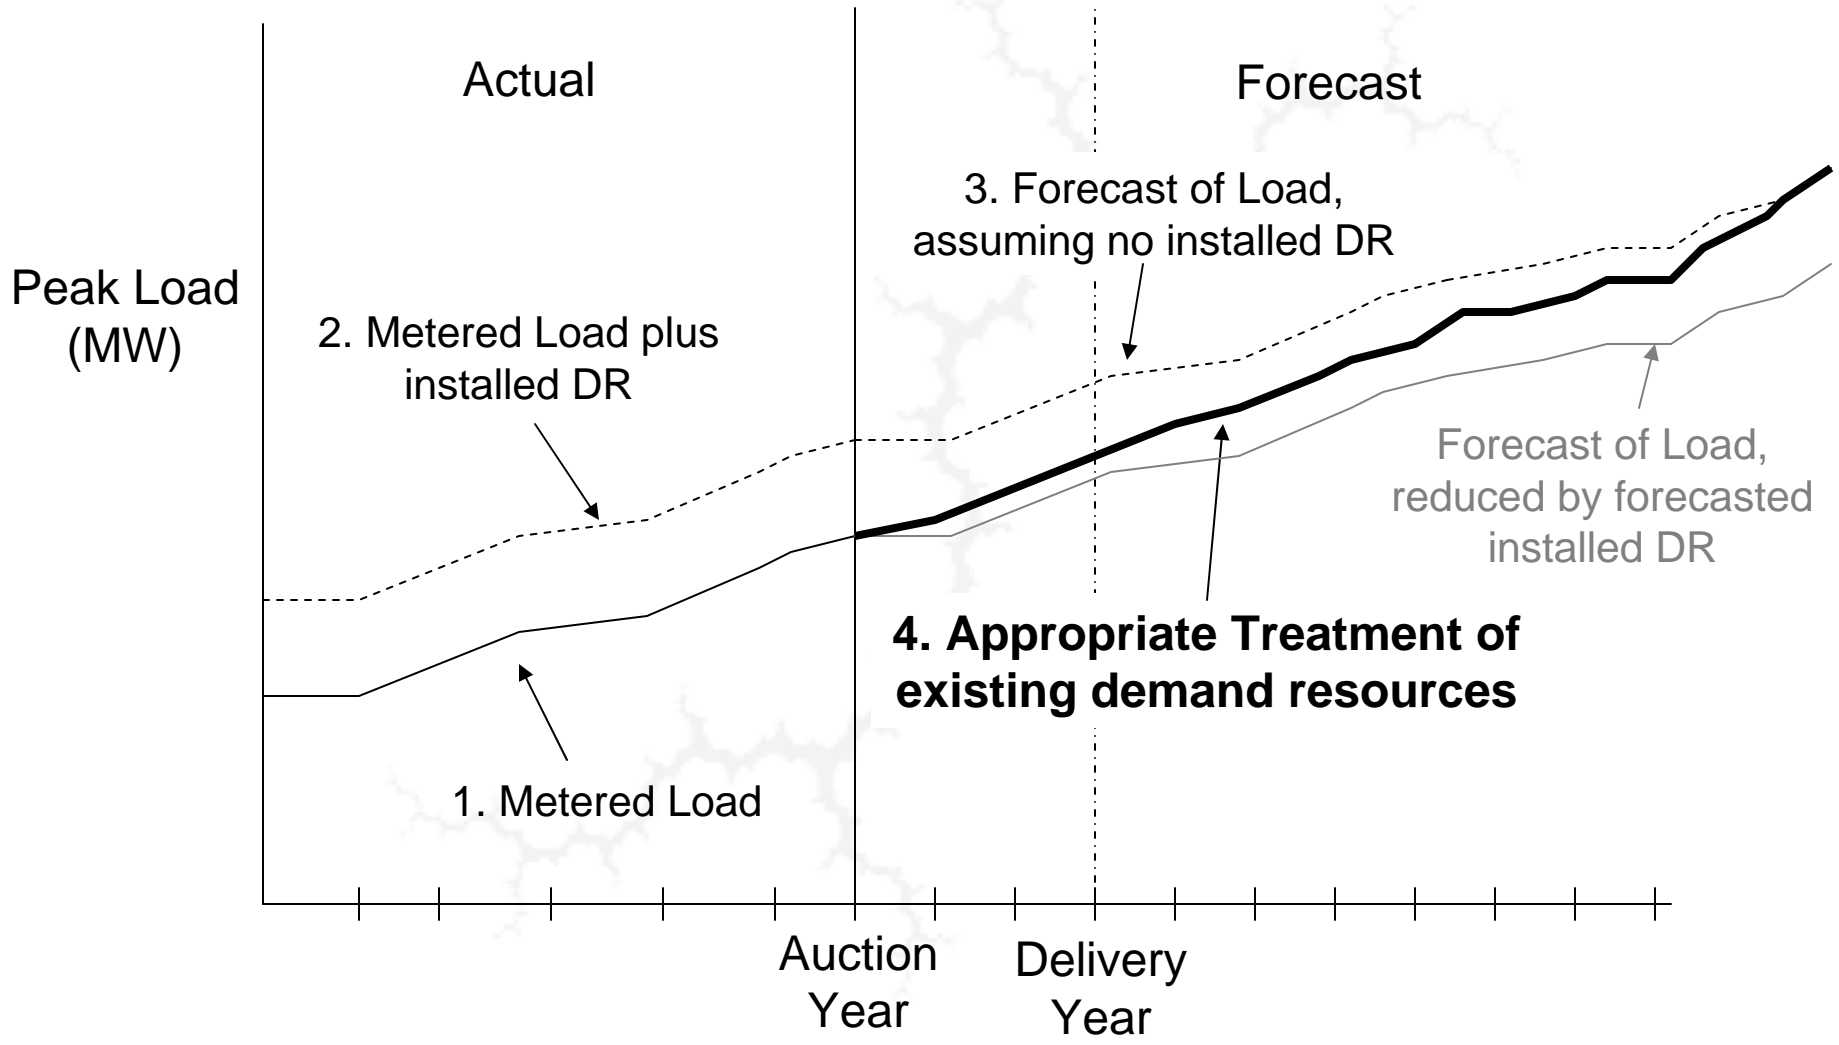 Actual
Forecast
3. Forecast of Load,
assuming no installed DR
Peak Load
(MW)
2. Metered Load plus
installed DR
Forecast of Load,
reduced by forecasted
installed DR
4. Appropriate Treatment of
existing demand resources
1. Metered Load
Auction
Year
Delivery
Year